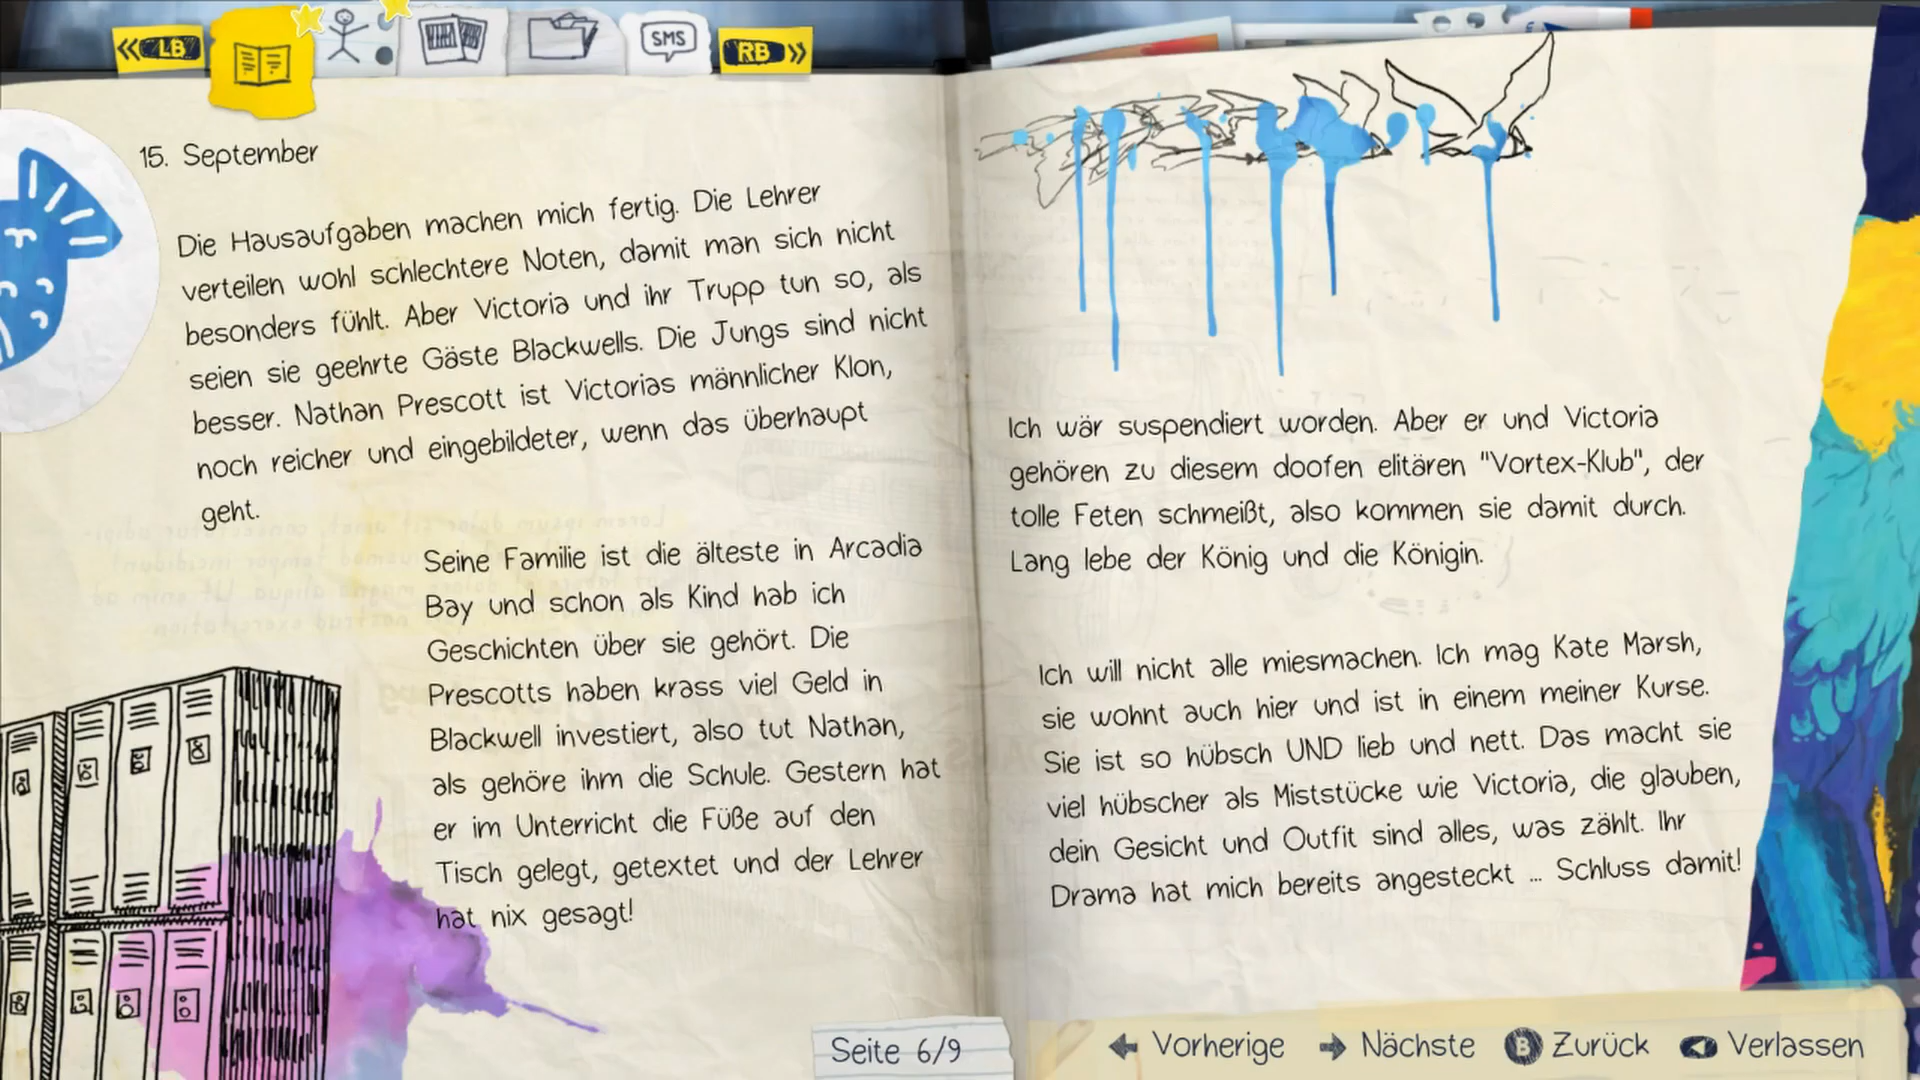 LB
SMS
RB
15. September
Die Hausaufgaben machen mich fertig. Die Lehrer
verteilen wohl schlechtere Noten, damit man sich nicht
besonders fühlt. Aber Victoria und ihr Trupp tun so, als
seien sie geehrte Gäste Blackwells. Die Jungs sind nicht
besser. Nathan Prescott ist Victorias männlicher Klon,
noch reicher und eingebildeter, wenn das überhaupt
geht.
Seine Familie ist die älteste in Arcadia
Bay und schon als Kind hab ich
Geschichten über sie gehört. Die
Prescotts haben krass viel Geld in
Blackwell investiert, also tut Nathan,
als gehöre ihm die Schule. Gestern hat
er im Unterricht die Füße auf den
Tisch gelegt, getextet und der Lehrer
hat nix gesagt!
Ich wär suspendiert worden. Aber er und Victoria
gehören zu diesem doofen elitären "Vortex-Klub", der
tolle Feten schmeißt, also kommen sie damit durch.
Lang lebe der König und die Königin.
Ich will nicht alle miesmachen. Ich mag Kate Marsh,
sie wohnt auch hier und ist in einem meiner Kurse.
Sie ist so hübsch UND lieb und nett. Das macht sie
viel hübscher als Miststücke wie Victoria, die glauben,
dein Gesicht und Outfit sind alles, was zählt. Ihr
Drama hat mich bereits angesteckt ... Schluss damit!
Seite 6/9
Vorherige
Nächste
B Zurück
Verlassen